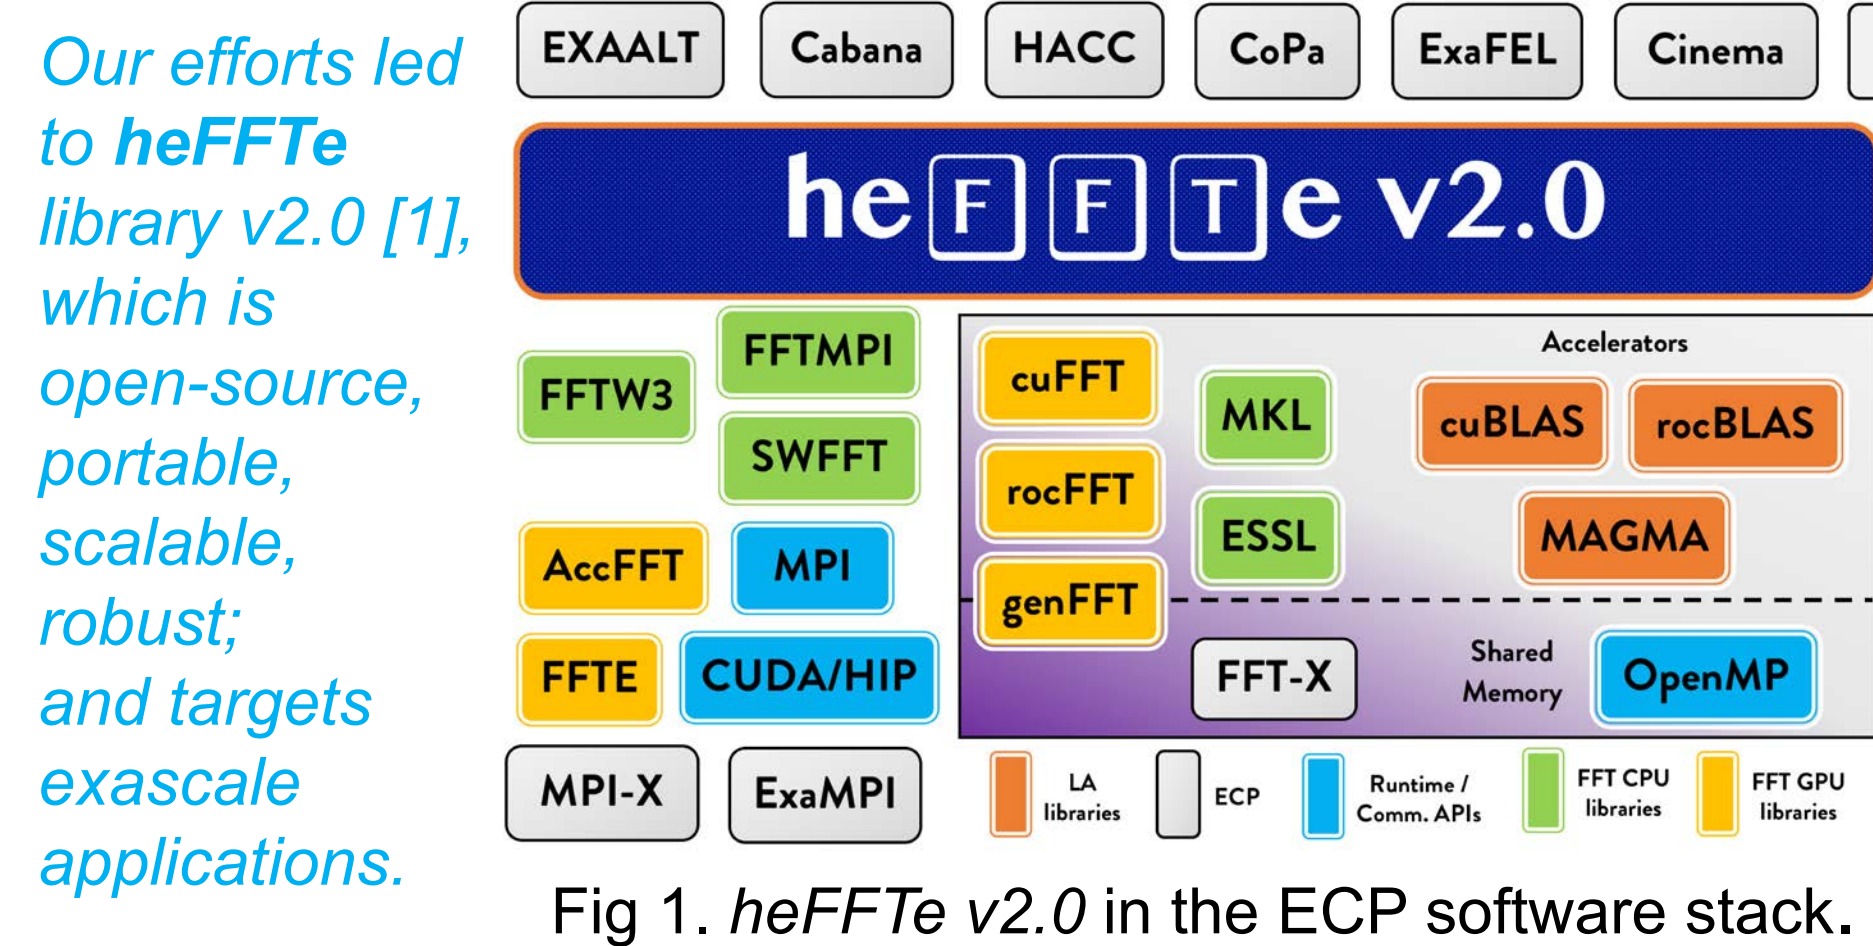 Our efforts led
to heFFTe
library v2.0 [1],
which is
open-source,
portable,
scalable,
robust;
and targets
exascale
applications.
EXAALT Cabana HACC CoPa ExaFEL Cinema
heFFTe v2.0
FFTW3
FFTMPI
SWFFT
AccFFT MPI
FFTE CUDA/HIP
MPI-X ExaMPI
cuFFT
rocFFT
genFFT
MKL
ESSL
FFT-X
Accelerators
cuBLAS rocBLAS
MAGMA
Shared
Memory
OpenMP
LA
libraries
ECP
Runtime /
Comm. APIs
FFT CPU
libraries
FFT GPU
libraries
Fig 1. heFFTe v2.0 in the ECP software stack.